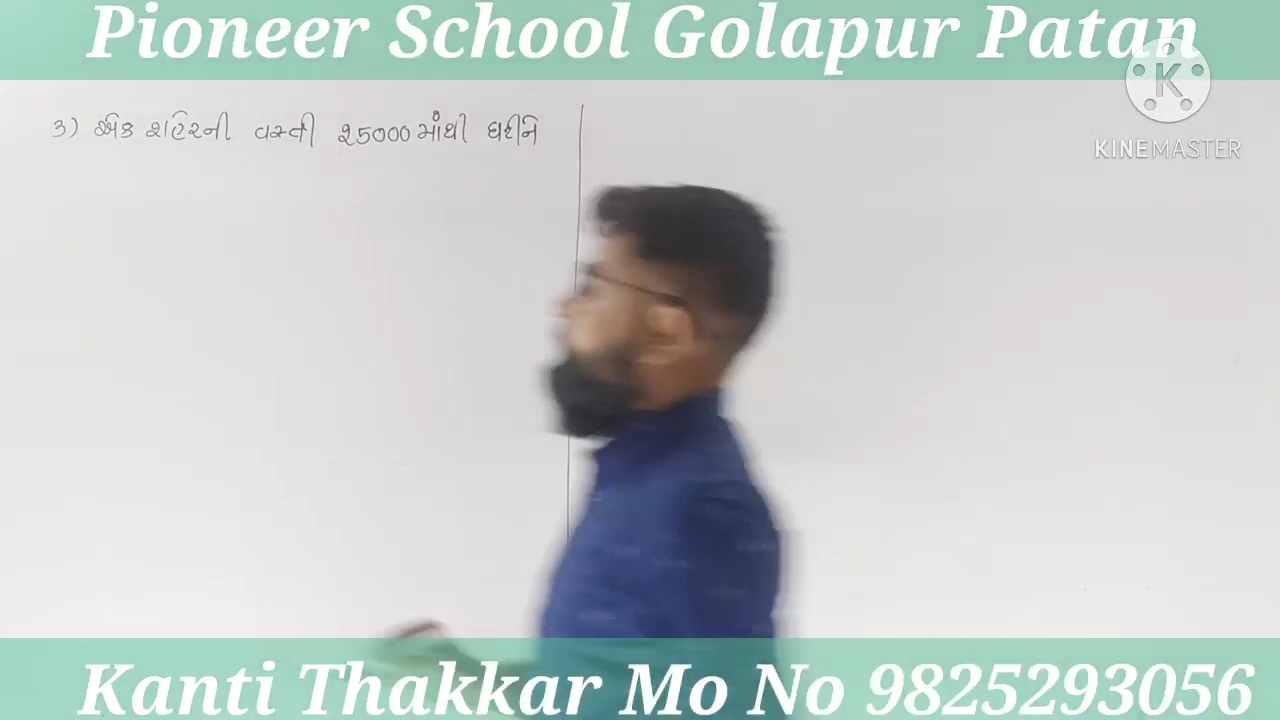 Pioneer School Golapur Patan
KINEMASTER
3) એક શહેરની વસ્તી 25000 માંથી ઘટીને
Kanti Thakkar Mo No 9825293056